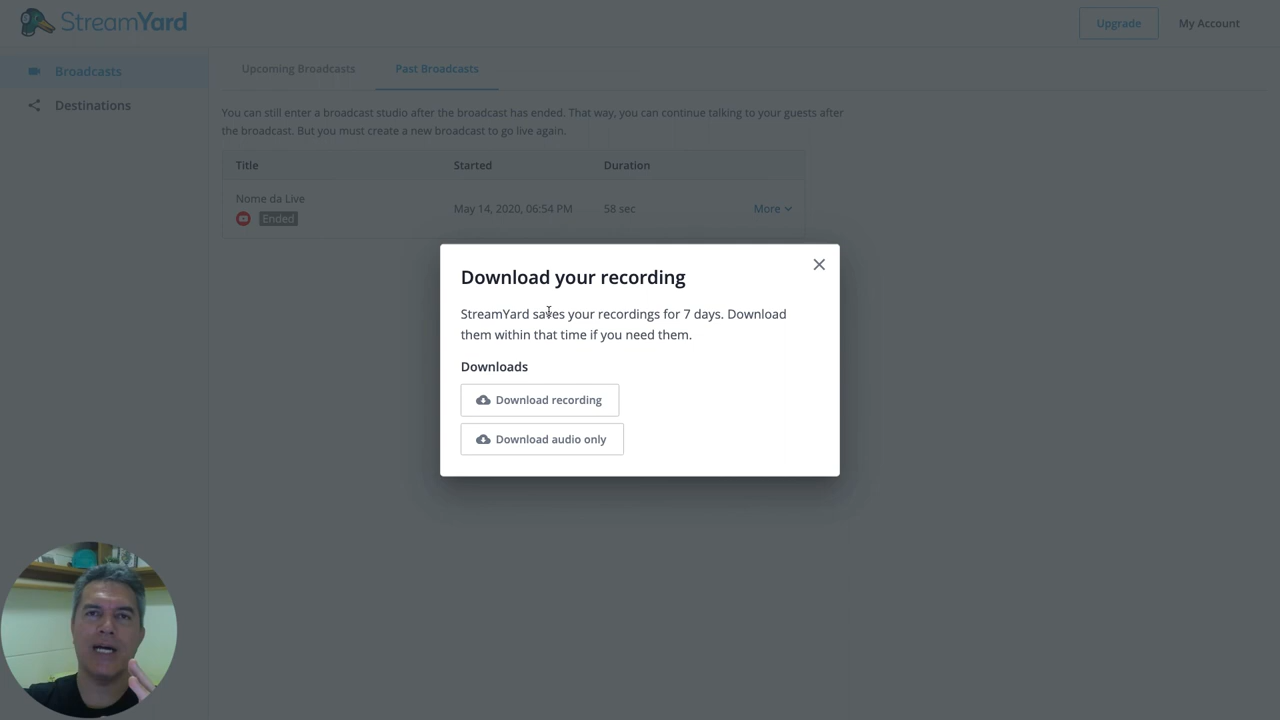 StreamYard
Upgrade
My Account
Broadcasts
Destinations
Upcoming Broadcasts
Past Broadcasts
You can still enter a broadcast studio after the broadcast has ended. That way, you can continue talking to your guests after
the broadcast. But you must create a new broadcast to go live again.
Title
Started
Duration
Nome da Live
Ended
May 14, 2020, 06:54 PM
58 sec
More
Download your recording
StreamYard saves your recordings for 7 days. Download
them within that time if you need them.
Downloads
Download recording
Download audio only